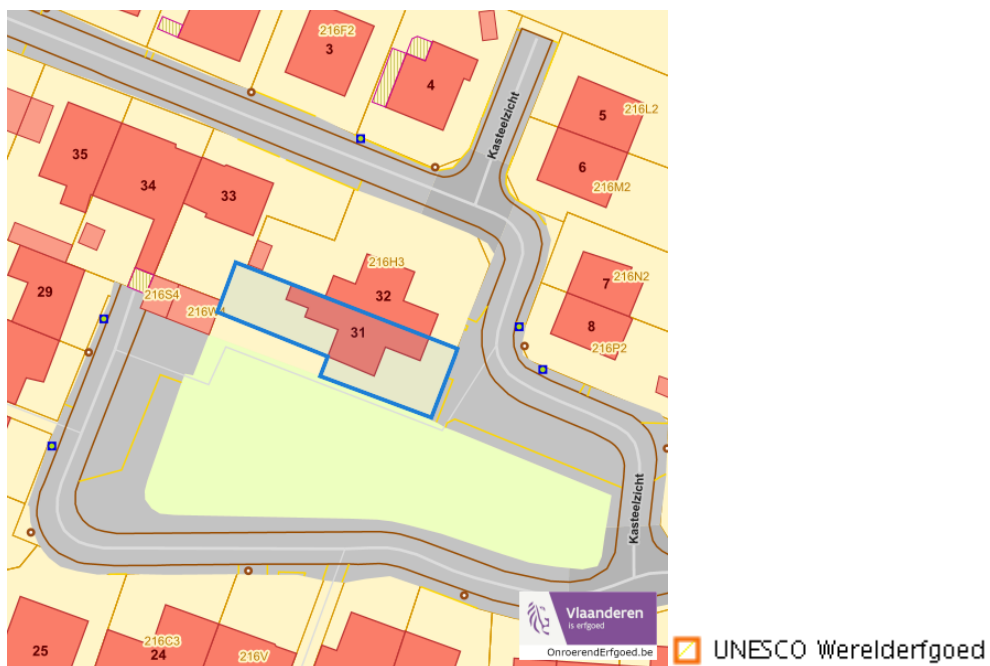 216F2
3
4
Kasteelzicht
5
216L2
6
216M2
35
34
33
216H3
32
7
216N2
29
216S4
31
8
216P2
Kasteelzicht
Vlaanderen
is erfgoed
OnroerendErfgoed.be
UNESCO Werelderfgoed
25
216C3
24
216V